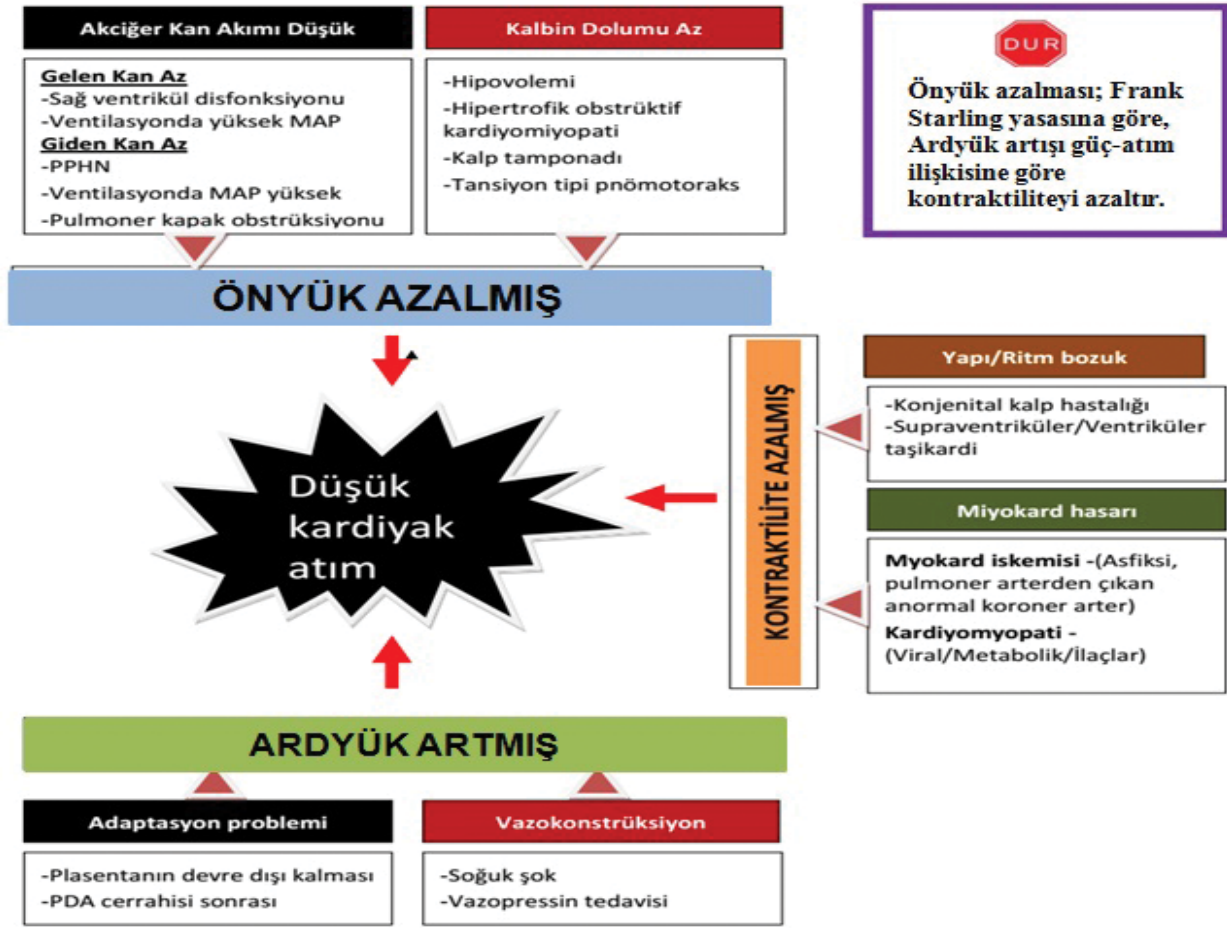 Akciğer Kan Akımı Düşük
Gelen Kan Az
-Sağ ventrikül disfonksiyonu
-Ventilasyonda yüksek MAP
Giden Kan Az
-PPHN
-Ventilasyonda MAP yüksek
-Pulmoner kapak obstrüksiyonu
Kalbin Dolumu Az
-Hipovolemi
-Hipertrofik obstrüktif
kardiyomiyopati
-Kalp tamponadı
-Tansiyon tipi pnömotoraks
DUR
Önyük azalması; Frank
Starling yasasına göre,
Ardyük artışı güç-atım
ilişkisine göre
kontraktiliteyi azaltır.
ÖNYÜK AZALMIŞ
Düşük
kardiyak
atım
KONTRAKTİLİTE AZALMIŞ
Yapı/Ritm bozuk
-Konjenital kalp hastalığı
-Supraventriküler/Ventriküler
taşikardi
Miyokard hasarı
Myokard iskemisi -(Asfiksi,
pulmoner arterden çıkan
anormal koroner arter)
Kardiyomyopati -
(Viral/Metabolik/İlaçlar)
ARDYÜK ARTMIŞ
Adaptasyon problemi
-Plasentanın devre dışı kalması
-PDA cerrahisi sonrası
Vazokonstrüksiyon
-Soğuk şok
-Vazopressin tedavisi